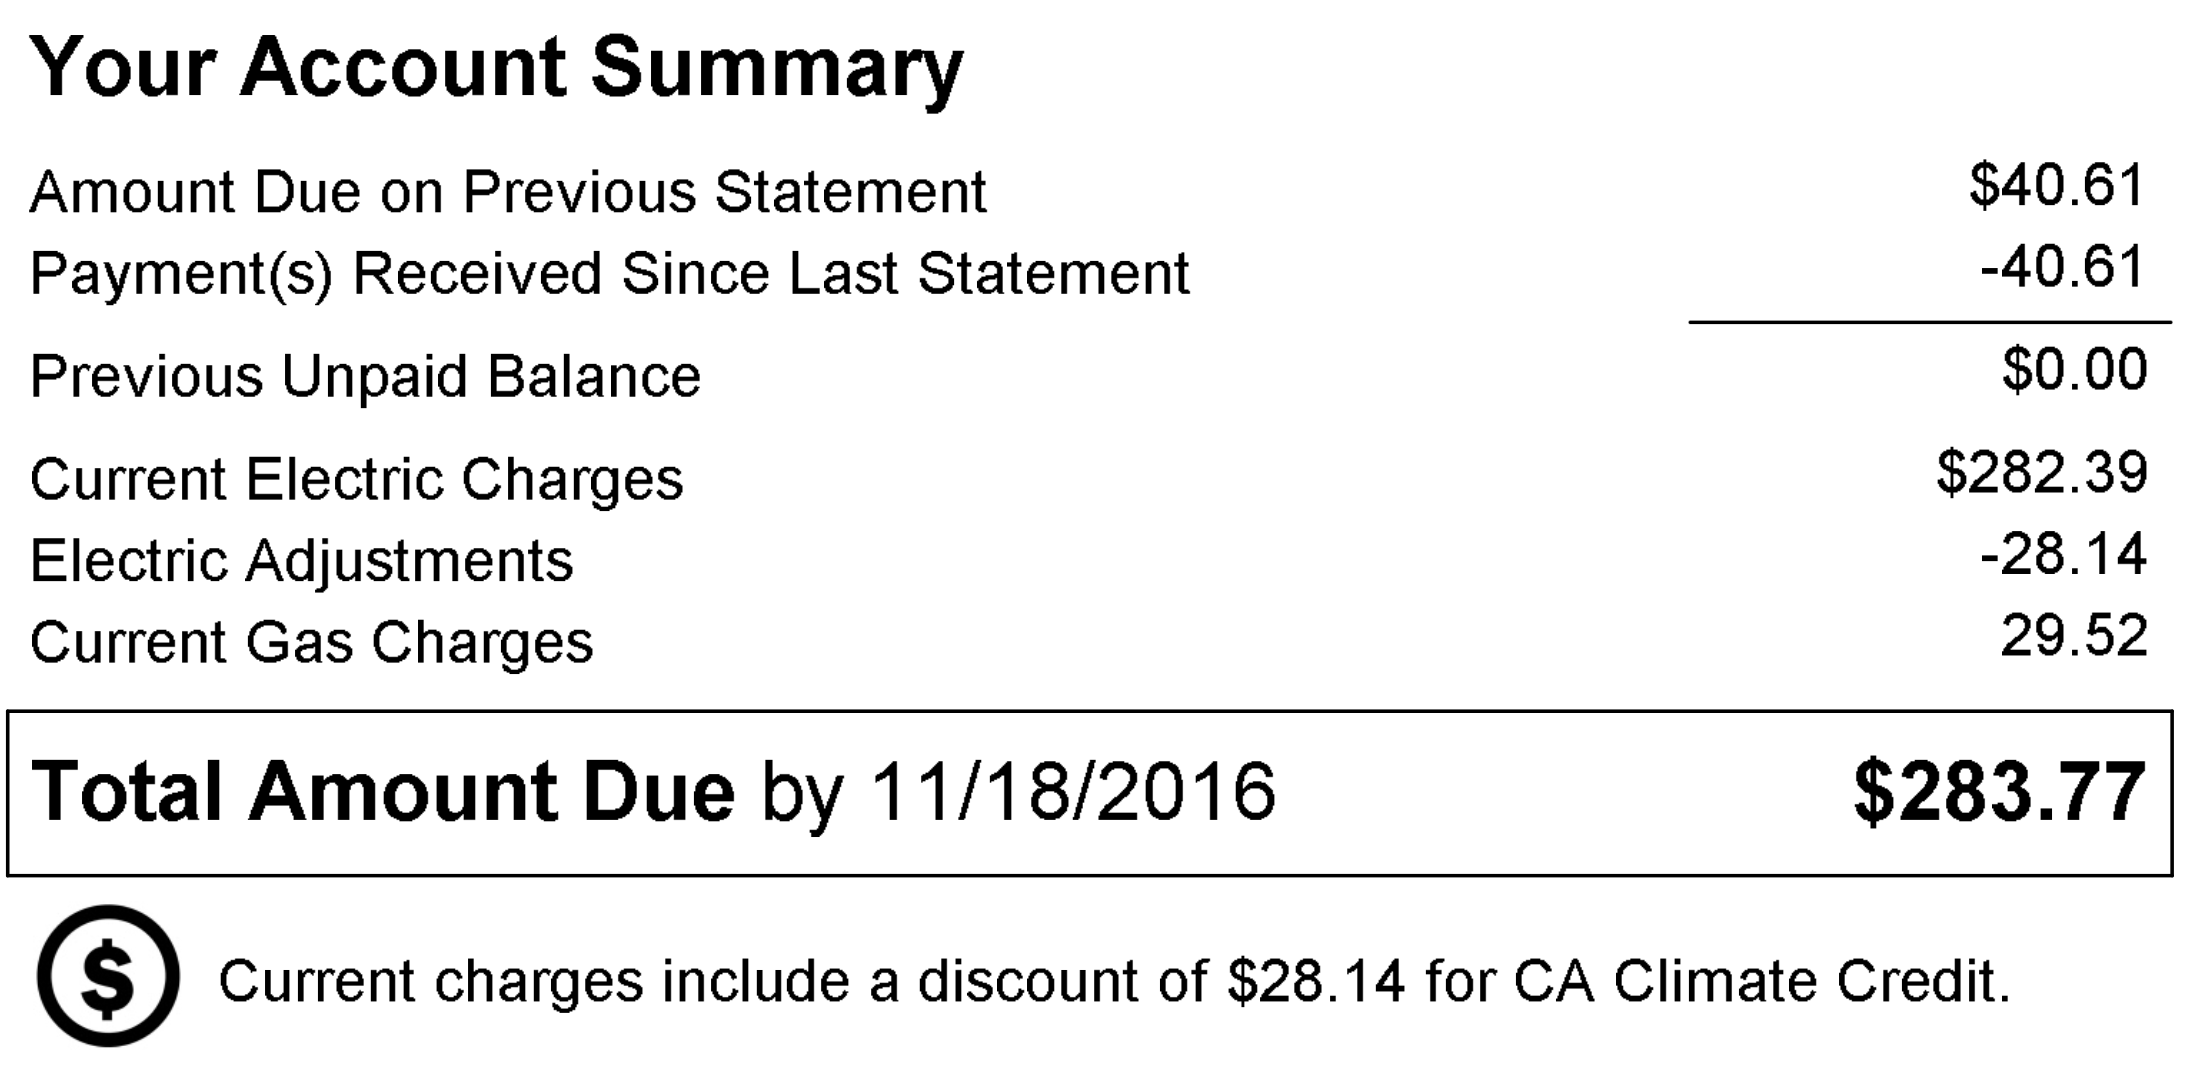 Your Account Summary
Amount Due on Previous Statement $40.61
Payment(s) Received Since Last Statement -40.61
Previous Unpaid Balance $0.00
Current Electric Charges $282.39
Electric Adjustments -28.14
Current Gas Charges 29.52
Total Amount Due by 11/18/2016 $283.77
$ Current charges include a discount of $28.14 for CA Climate Credit.